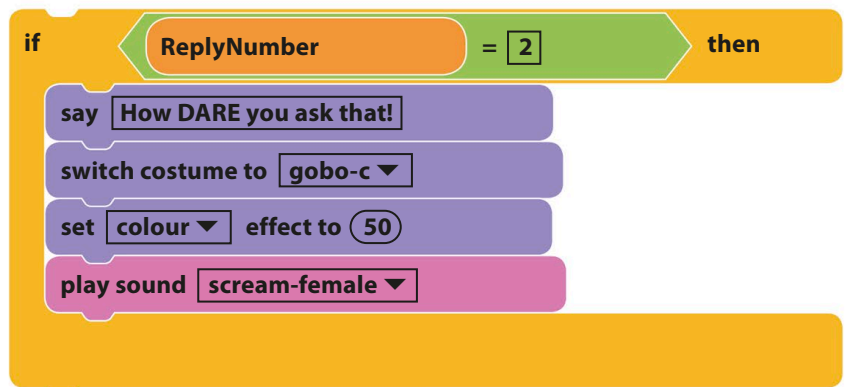 if ReplyNumber = 2 then
say How DARE you ask that!
switch costume to gobo-c
set colour effect to 50
play sound scream-female